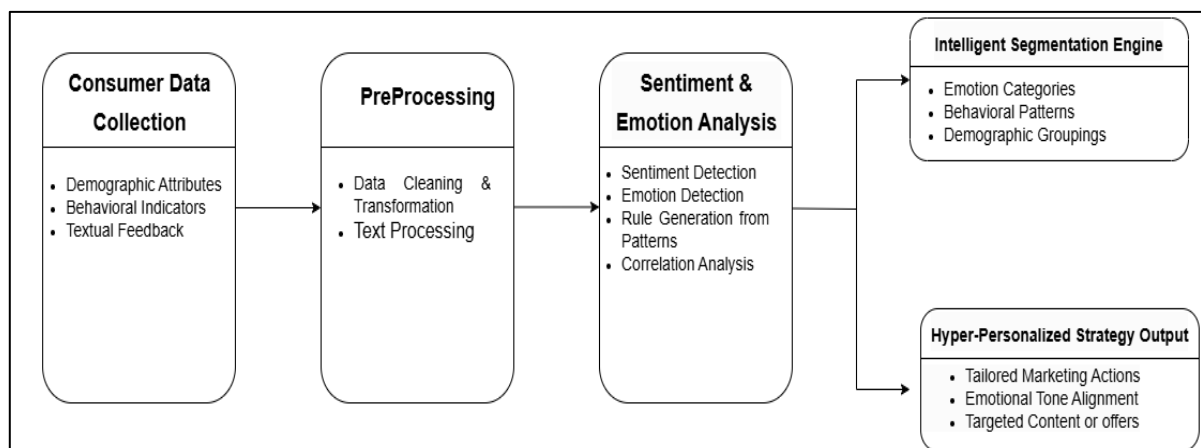 Consumer Data
Collection
• Demographic Attributes
• Behavioral Indicators
• Textual Feedback
PreProcessing
• Data Cleaning &
Transformation
• Text Processing
Sentiment &
Emotion Analysis
• Sentiment Detection
• Emotion Detection
• Rule Generation from
Patterns
• Correlation Analysis
Intelligent Segmentation Engine
• Emotion Categories
• Behavioral Patterns
• Demographic Groupings
Hyper-Personalized Strategy Output
• Tailored Marketing Actions
• Emotional Tone Alignment
• Targeted Content or offers